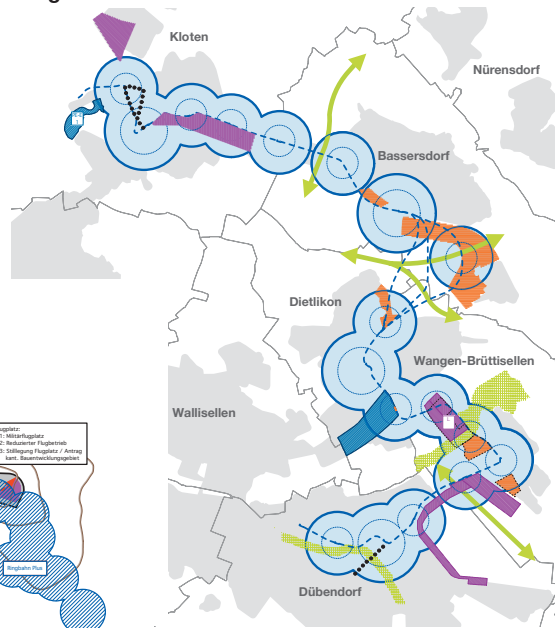 Kloten
Nürensdorf
Bassersdorf
Dietlikon
Wangen-Brüttisellen
Wallisellen
1: Militärflugplatz
2: Reduzierter Flugbetrieb
3: Stilllegung Flugplatz / Antrag
kant. Bauentwicklungsgebiet
Ringbahn Plus
Dübendorf